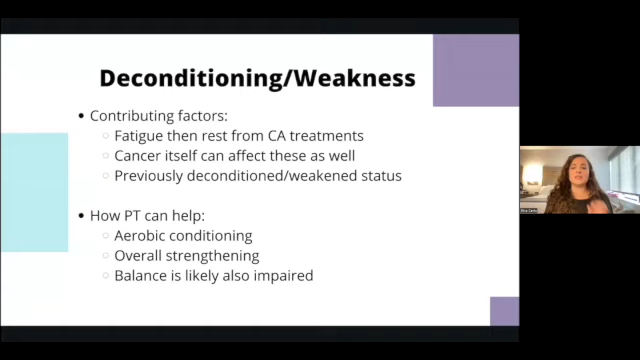 Deconditioning/Weakness
• Contributing factors:
○ Fatigue then rest from CA treatments
○ Cancer itself can affect these as well
○ Previously deconditioned/weakened status
• How PT can help:
○ Aerobic conditioning
○ Overall strengthening
○ Balance is likely also impaired